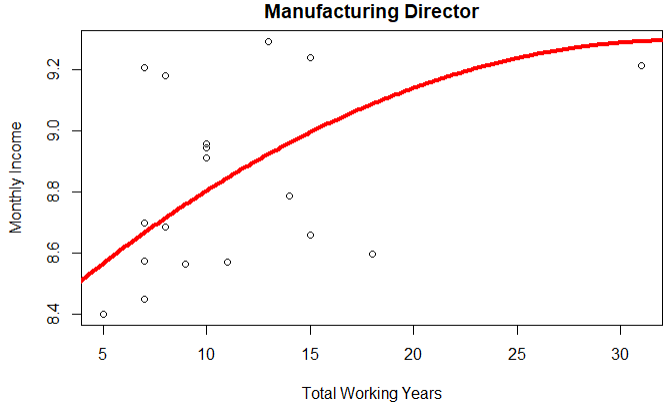 Manufacturing Director
Monthly Income
9.2
9.0
8.8
8.6
8.4
5 10 15 20 25 30
Total Working Years